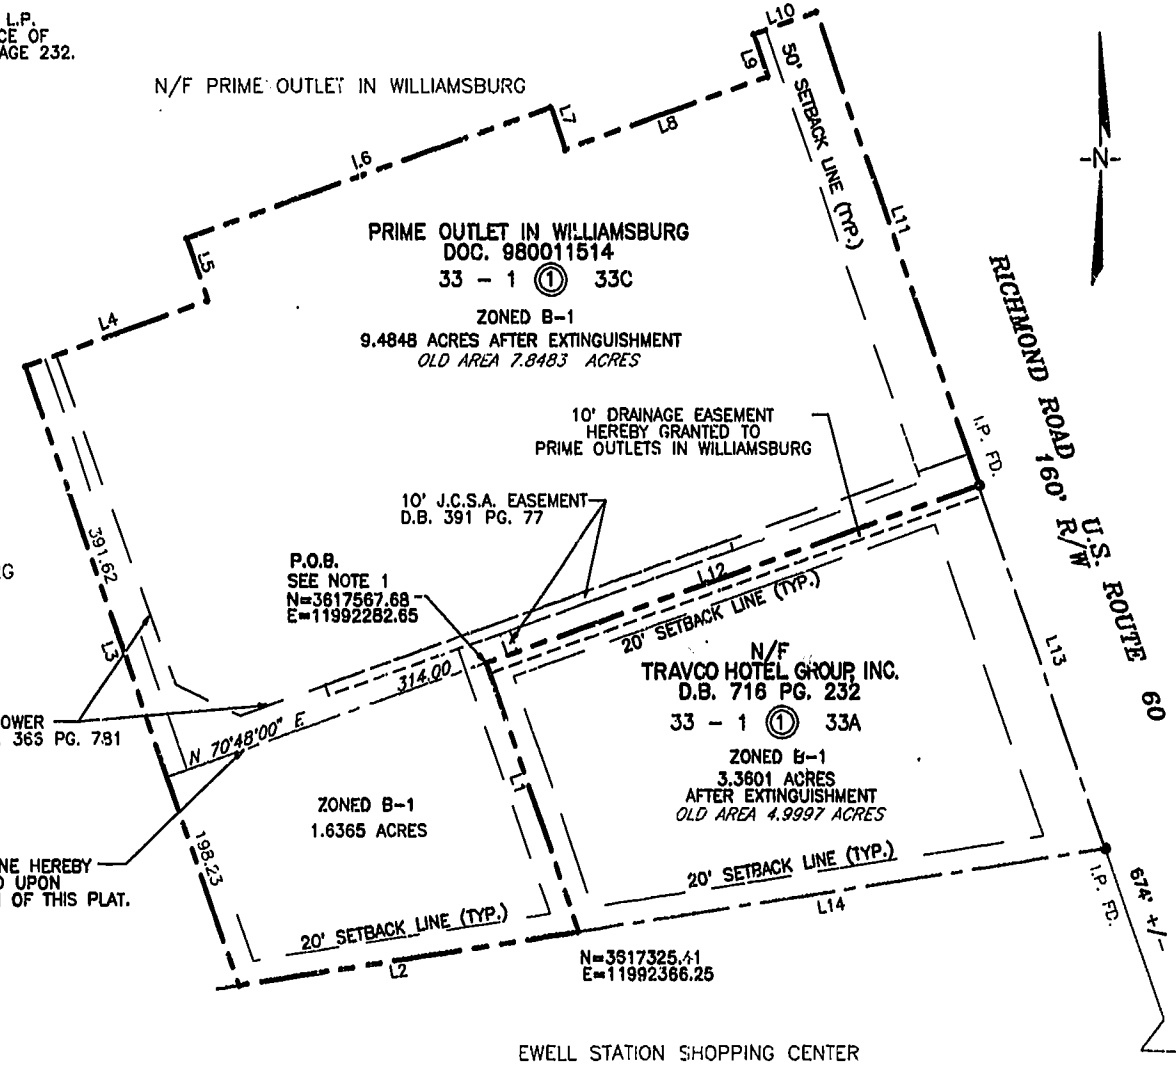 L.P.
CE OF
AGE 232.
N/F PRIME OUTLET IN WILLIAMSBURG
L10
L9
L7
L8
L6
50' SETBACK LINE (TYP.)
-N-
L11
L5
L4
PRIME OUTLET IN WILLIAMSBURG
DOC. 980011514
33 - 1 (1) 33C
ZONED B-1
9.4848 ACRES AFTER EXTINGUISHMENT
OLD AREA 7.8483 ACRES
RICHMOND ROAD
160' R/W
U.S. ROUTE 60
10' DRAINAGE EASEMENT
HEREBY GRANTED TO
PRIME OUTLETS IN WILLIAMSBURG
I.P. FD.
10' J.C.S.A. EASEMENT
D.B. 391 PG. 77
391.62
L3
RG
P.O.B.
SEE NOTE 1
N=3617567.68
E=11992282.65
L12
20' SETBACK LINE (TYP.)
314.00
N 70°48'00" E
OWER
36S PG. 781
N/F
TRAVCO HOTEL GROUP, INC.
D.B. 716 PG. 232
33 - 1 (1) 33A
ZONED B-1
3.3601 ACRES
AFTER EXTINGUISHMENT
OLD AREA 4.9997 ACRES
L13
L1
ZONED B-1
1.6365 ACRES
198.23
NE HEREBY
D UPON
OF THIS PLAT.
20' SETBACK LINE (TYP.)
L14
I.P. FD.
674' +/-
20' SETBACK LINE (TYP.)
L2
N=3617325.41
E=11992366.25
EWELL STATION SHOPPING CENTER